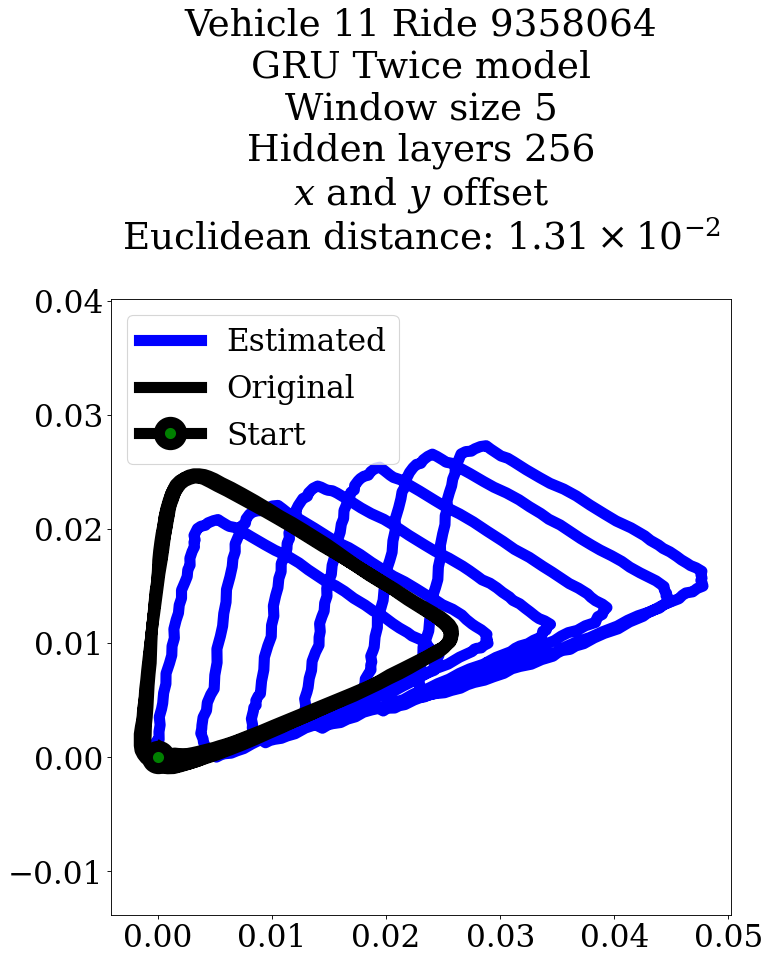 Vehicle 11 Ride 9358064
GRU Twice model
Window size 5
Hidden layers 256
x and y offset
Euclidean distance: 1.31 × 10⁻²
0.04
Estimated
Original
Start
0.03
0.02
0.01
0.00
−0.01
0.00 0.01 0.02 0.03 0.04 0.05